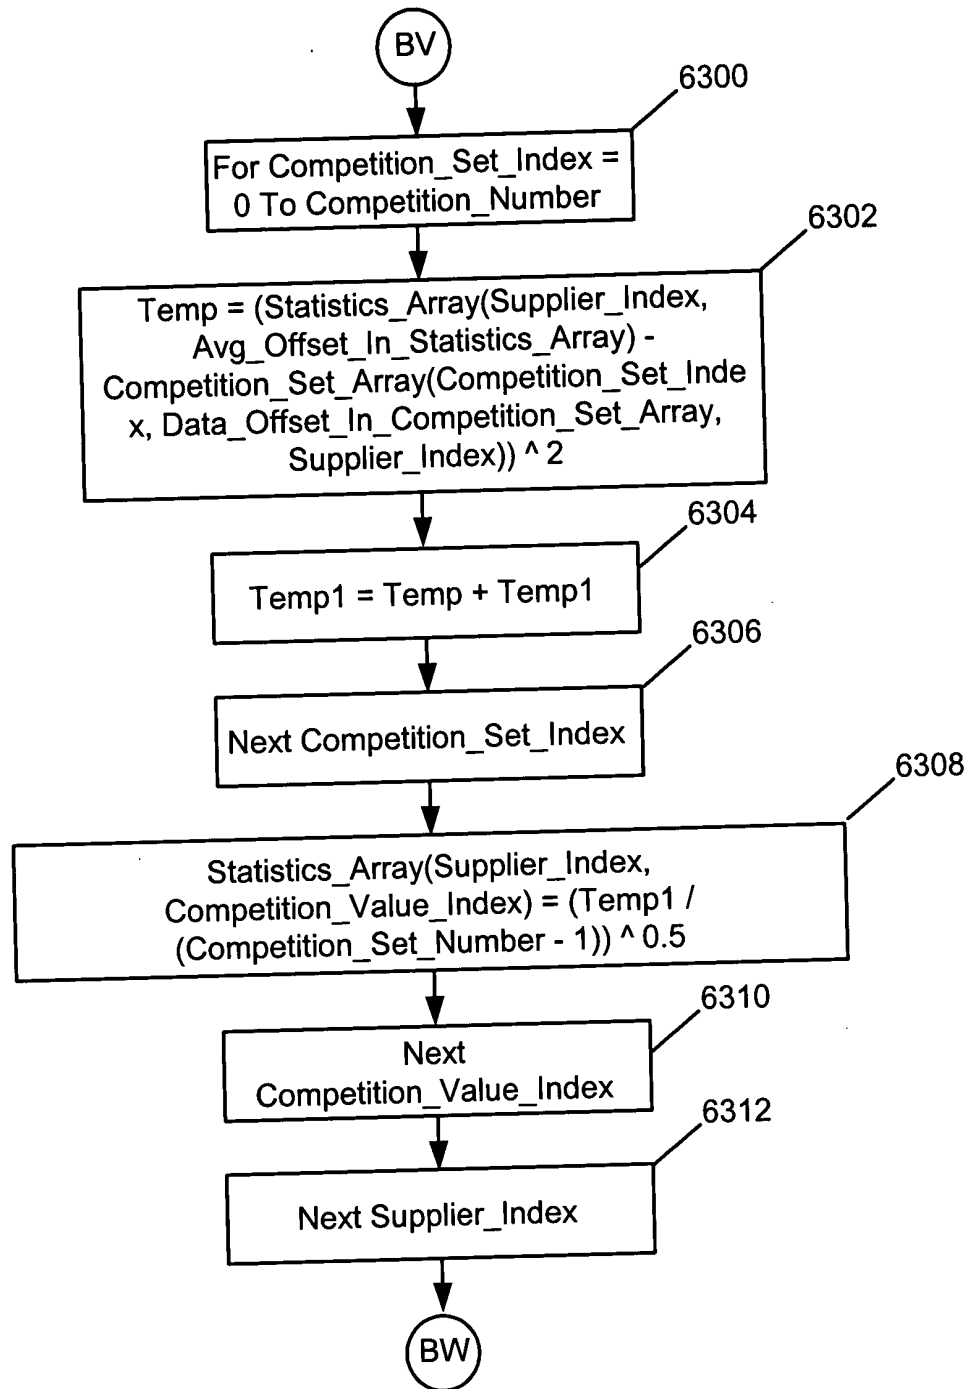 BV
6300
For Competition_Set_Index =
0 To Competition_Number
6302
Temp = (Statistics_Array(Supplier_Index,
Avg_Offset_In_Statistics_Array) -
Competition_Set_Array(Competition_Set_Inde
x, Data_Offset_In_Competition_Set_Array,
Supplier_Index)) ^ 2
6304
Temp1 = Temp + Temp1
6306
Next Competition_Set_Index
6308
Statistics_Array(Supplier_Index,
Competition_Value_Index) = (Temp1 /
(Competition_Set_Number - 1)) ^ 0.5
6310
Next
Competition_Value_Index
6312
Next Supplier_Index
BW